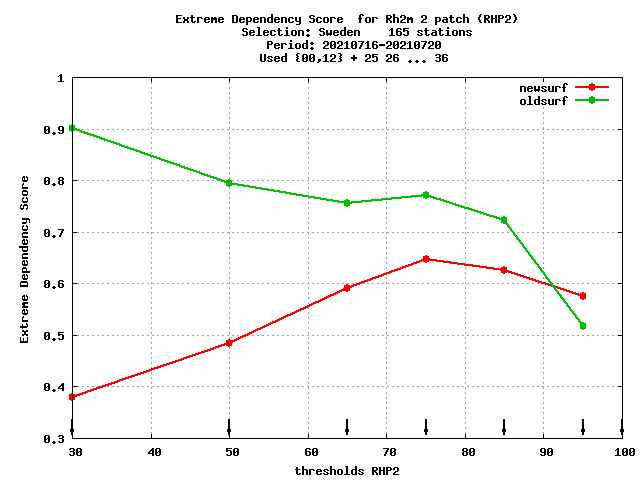 Extreme Dependency Score  for Rh2m 2 patch (RHP2)
Selection: Sweden    165 stations
Period: 20210716-20210720
Used {00,12} + 25 26 ... 36
newsurf
oldsurf
Extreme Dependency Score
1
0.9
0.8
0.7
0.6
0.5
0.4
0.3
30 40 50 60 70 80 90 100
thresholds RHP2